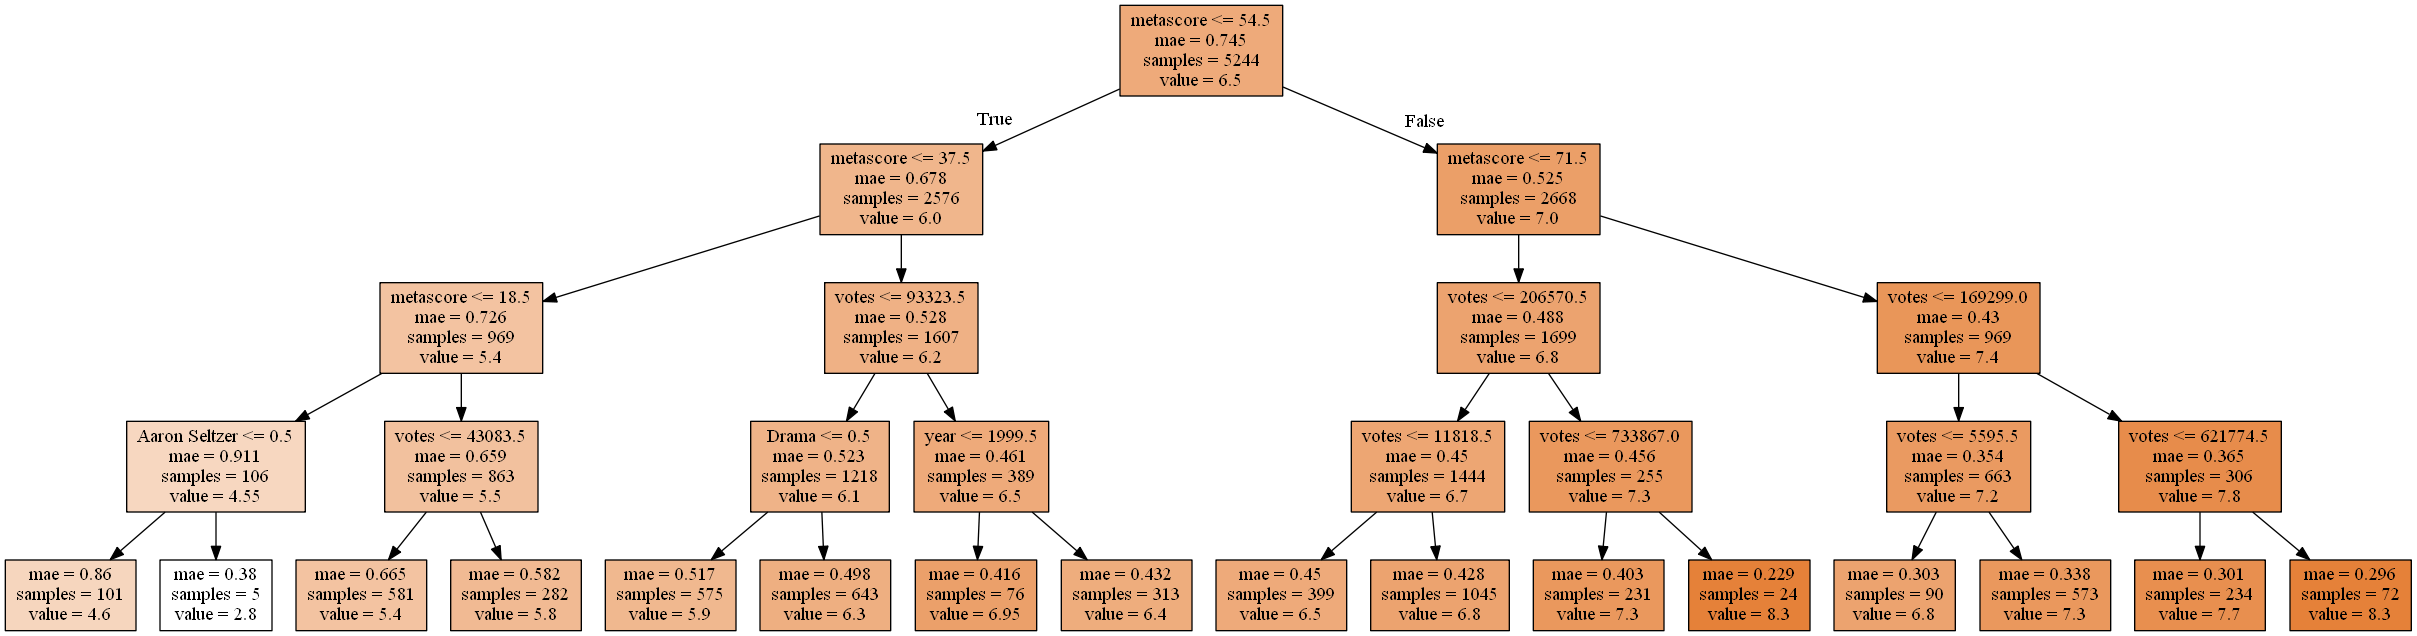 metascore <= 54.5
mae = 0.745
samples = 5244
value = 6.5
True
False
metascore <= 37.5
mae = 0.678
samples = 2576
value = 6.0
metascore <= 71.5
mae = 0.525
samples = 2668
value = 7.0
metascore <= 18.5
mae = 0.726
samples = 969
value = 5.4
votes <= 93323.5
mae = 0.528
samples = 1607
value = 6.2
votes <= 206570.5
mae = 0.488
samples = 1699
value = 6.8
votes <= 169299.0
mae = 0.43
samples = 969
value = 7.4
Aaron Seltzer <= 0.5
mae = 0.911
samples = 106
value = 4.55
votes <= 43083.5
mae = 0.659
samples = 863
value = 5.5
Drama <= 0.5
mae = 0.523
samples = 1218
value = 6.1
year <= 1999.5
mae = 0.461
samples = 389
value = 6.5
votes <= 11818.5
mae = 0.45
samples = 1444
value = 6.7
votes <= 733867.0
mae = 0.456
samples = 255
value = 7.3
votes <= 5595.5
mae = 0.354
samples = 663
value = 7.2
votes <= 621774.5
mae = 0.365
samples = 306
value = 7.8
mae = 0.86
samples = 101
value = 4.6
mae = 0.38
samples = 5
value = 2.8
mae = 0.665
samples = 581
value = 5.4
mae = 0.582
samples = 282
value = 5.8
mae = 0.517
samples = 575
value = 5.9
mae = 0.498
samples = 643
value = 6.3
mae = 0.416
samples = 76
value = 6.95
mae = 0.432
samples = 313
value = 6.4
mae = 0.45
samples = 399
value = 6.5
mae = 0.428
samples = 1045
value = 6.8
mae = 0.403
samples = 231
value = 7.3
mae = 0.229
samples = 24
value = 8.3
mae = 0.303
samples = 90
value = 6.8
mae = 0.338
samples = 573
value = 7.3
mae = 0.301
samples = 234
value = 7.7
mae = 0.296
samples = 72
value = 8.3